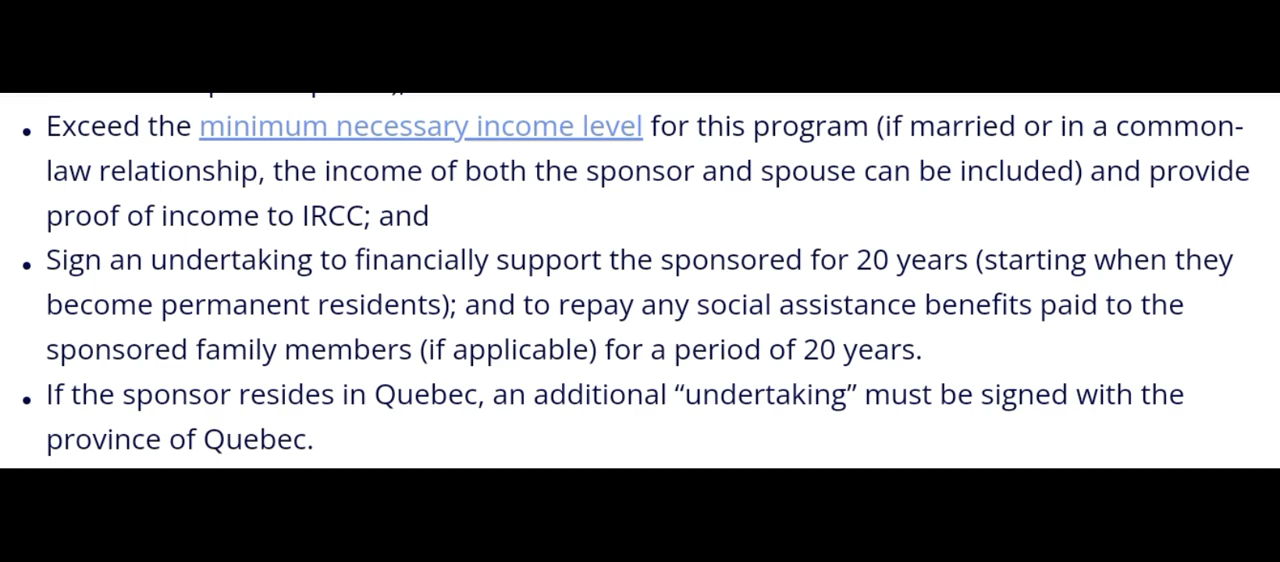 • Exceed the minimum necessary income level for this program (if married or in a common-
law relationship, the income of both the sponsor and spouse can be included) and provide
proof of income to IRCC; and
• Sign an undertaking to financially support the sponsored for 20 years (starting when they
become permanent residents); and to repay any social assistance benefits paid to the
sponsored family members (if applicable) for a period of 20 years.
• If the sponsor resides in Quebec, an additional “undertaking” must be signed with the
province of Quebec.